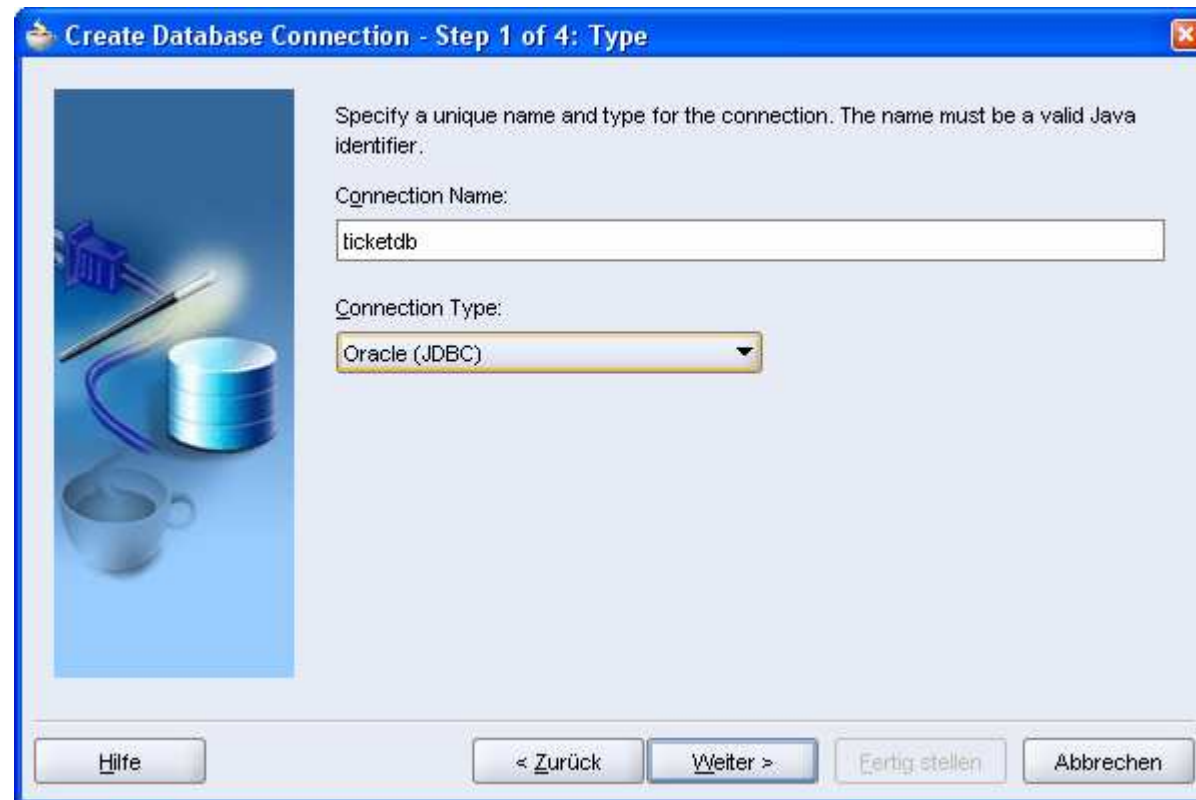 Create Database Connection - Step 1 of 4: Type
Specify a unique name and type for the connection. The name must be a valid Java
identifier.
Connection Name:
ticketdb
Connection Type:
Oracle (JDBC)
Hilfe
< Zurück
Weiter >
Fertig stellen
Abbrechen